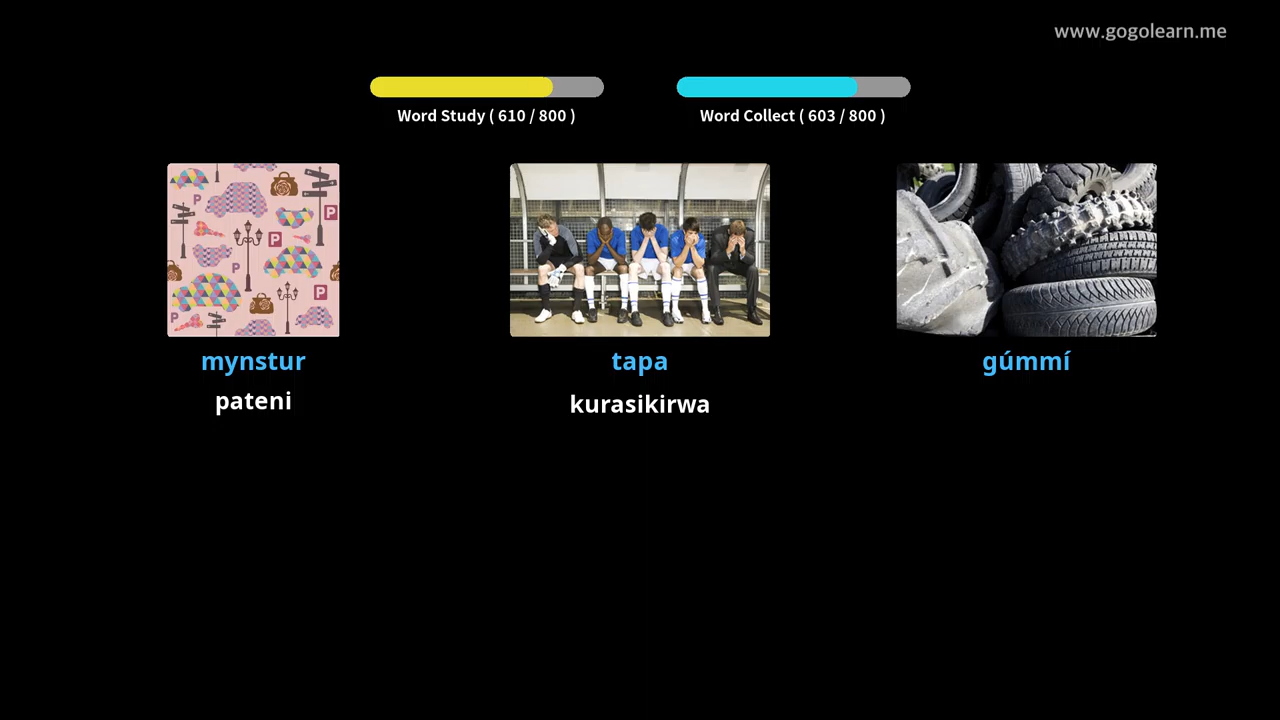 www.gogolearn.me
Word Study ( 610 / 800 )
Word Collect ( 603 / 800 )
P
P
P
P
P
P
mynstur
tapa
gúmmí
pateni
kurasikirwa